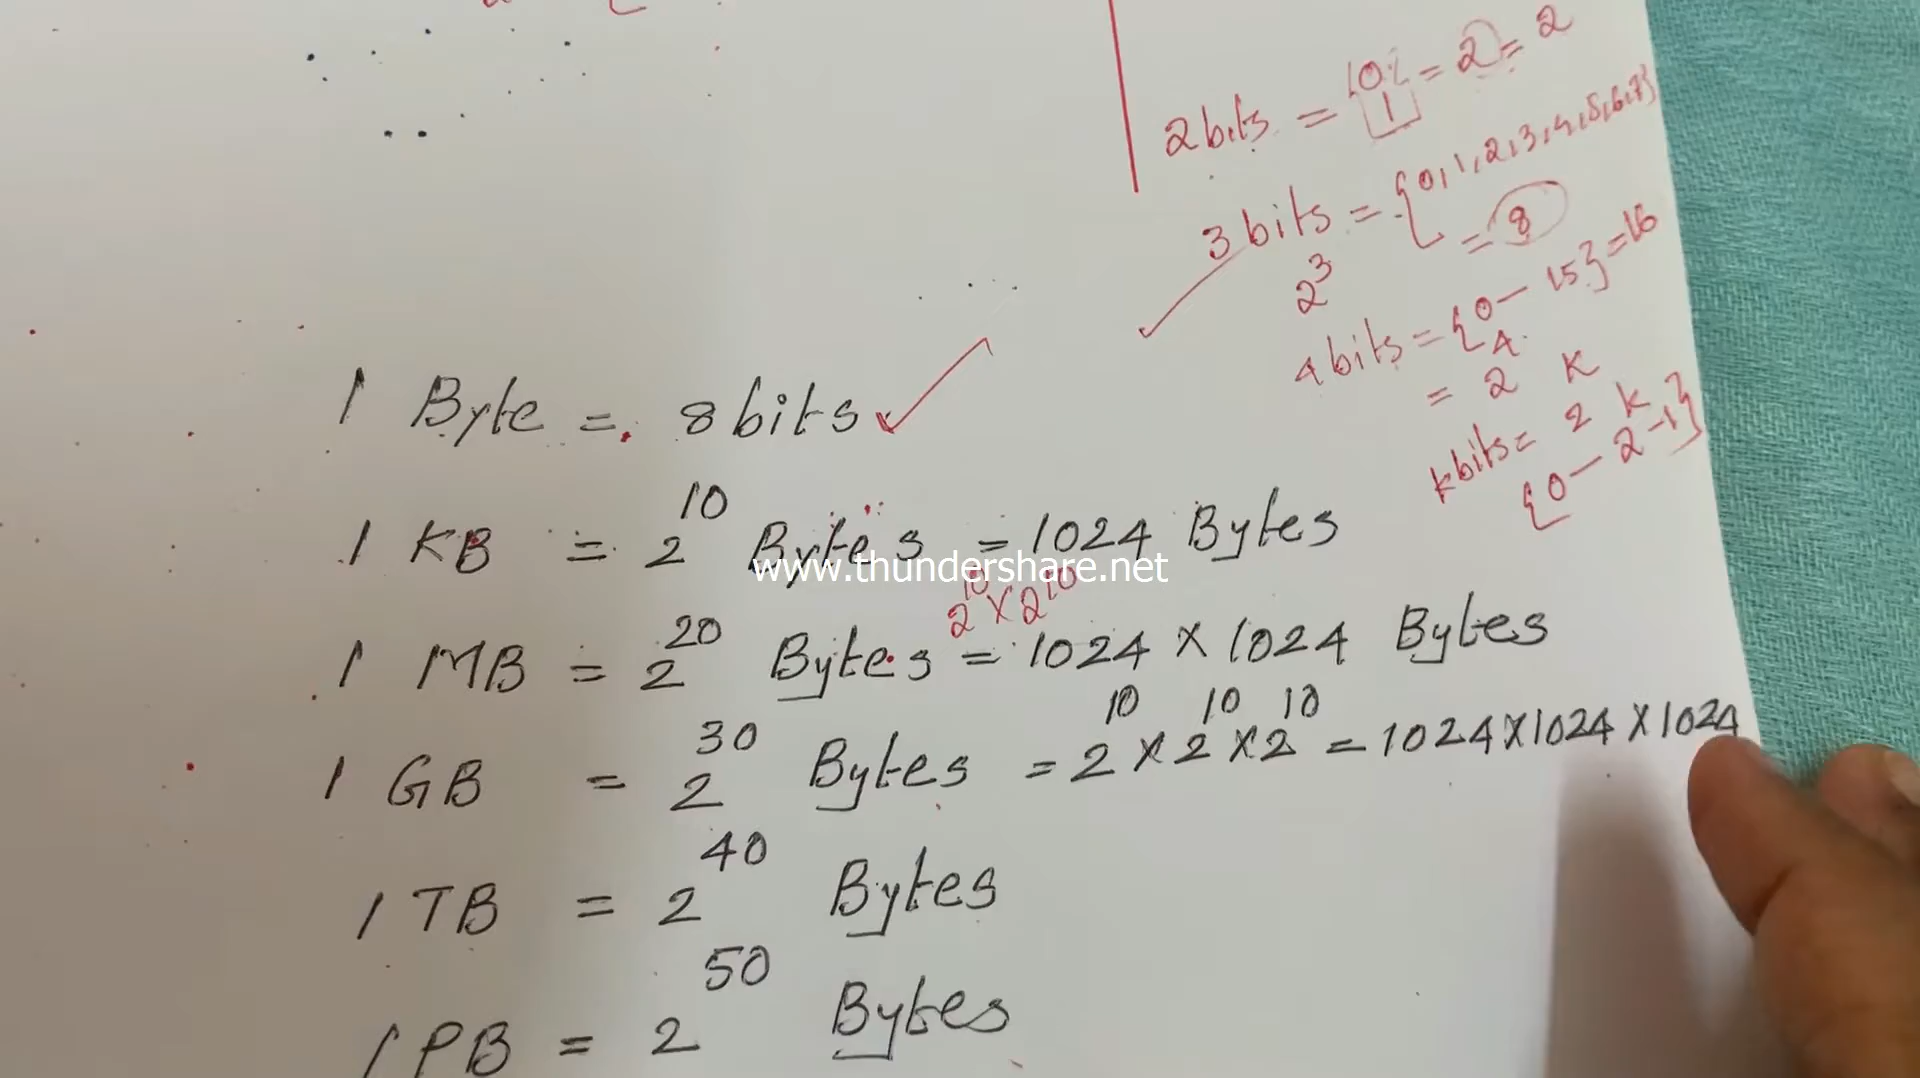 2 bits = {0, 1} = 2 = 2
3 bits = {0,1,2,3,4,5,6,7}
= 8
2^3
4 bits = {0 — 15} = 16
= 2^4
k bits = 2^k
{0 — 2^k-1}
1 Byte = 8 bits
1 KB = 2^10 Bytes = 1024 Bytes
www.thundershare.net
2^10 x 2^10
1 MB = 2^20 Bytes = 1024 x 1024 Bytes
1 GB = 2^30 Bytes = 2^10 x 2^10 x 2^10 = 1024 x 1024 x 1024
1 TB = 2^40 Bytes
1 PB = 2^50 Bytes